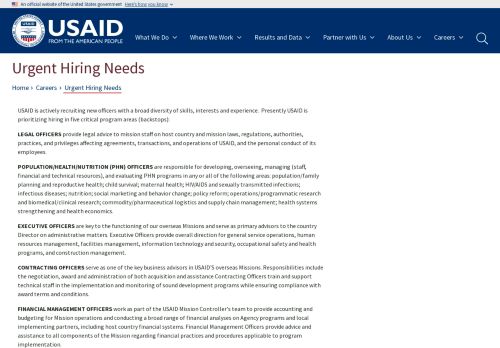 An official website of the United States government Here's how you know
USAID
FROM THE AMERICAN PEOPLE
What We Do Where We Work Results and Data Partner with Us About Us Careers
Urgent Hiring Needs
Home Careers Urgent Hiring Needs
USAID is actively recruiting new officers with a broad diversity of skills, interests and experience. Presently USAID is
prioritizing hiring in five critical program areas (backstops):
LEGAL OFFICERS provide legal advice to mission staff on host country and mission laws, regulations, authorities,
practices, and privileges affecting agreements, transactions, and operations of USAID, and the personal conduct of its
employees.
POPULATION/HEALTH/NUTRITION (PHN) OFFICERS are responsible for developing, overseeing, managing (staff,
financial and technical resources), and evaluating PHN programs in any or all of the following areas: population/family
planning and reproductive health; child survival; maternal health; HIV/AIDS and sexually transmitted infections;
infectious diseases; nutrition; social marketing and behavior change; policy reform; operations/programmatic research
and biomedical/clinical research; commodity/pharmaceutical logistics and supply chain management; health systems
strengthening and health economics.
EXECUTIVE OFFICERS are key to the functioning of our overseas Missions and serve as primary advisors to the country
Director on administrative matters. Executive Officers provide overall direction for general service operations, human
resources management, facilities management, information technology and security, occupational safety and health
programs, and construction management.
CONTRACTING OFFICERS serve as one of the key business advisors in USAID'S overseas Missions. Responsibilities include
the negotiation, award and administration of both acquisition and assistance Contracting Officers train and support
technical staff in the implementation and monitoring of sound development programs while ensuring compliance with
award terms and conditions.
FINANCIAL MANAGEMENT OFFICERS work as part of the USAID Mission Controller's team to provide accounting and
budgeting for Mission operations and conducting a broad range of financial analyses on Agency programs and local
implementing partners, including host country financial systems. Financial Management Officers provide advice and
assistance to all components of the Mission regarding financial practices and procedures applicable to program
implementation.